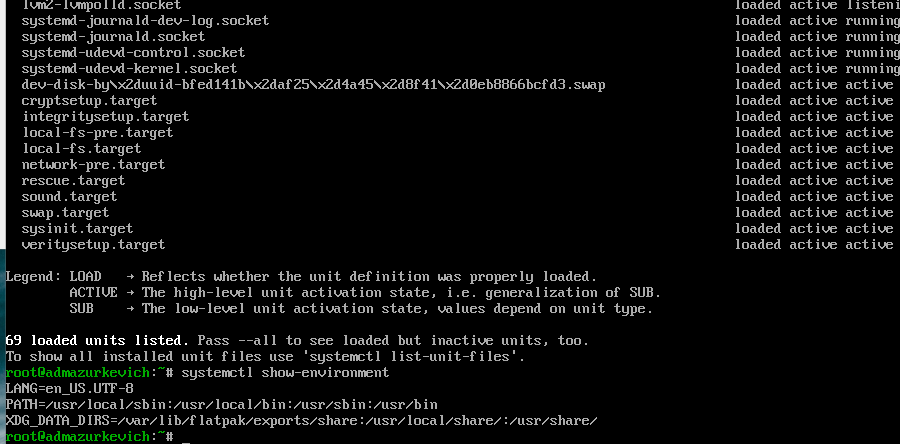 lvm2-lvmpolld.socket loaded active listeni
systemd-journald-dev-log.socket loaded active running
systemd-journald.socket loaded active running
systemd-udevd-control.socket loaded active running
systemd-udevd-kernel.socket loaded active running
dev-disk-by\x2duuid-bfed141b\x2daf25\x2d4a45\x2d8f41\x2d0eb8866bcfd3.swap loaded active active
cryptsetup.target loaded active active
integritysetup.target loaded active active
local-fs-pre.target loaded active active
local-fs.target loaded active active
network-pre.target loaded active active
rescue.target loaded active active
sound.target loaded active active
swap.target loaded active active
sysinit.target loaded active active
veritysetup.target loaded active active
Legend: LOAD → Reflects whether the unit definition was properly loaded.
ACTIVE → The high-level unit activation state, i.e. generalization of SUB.
SUB → The low-level unit activation state, values depend on unit type.
69 loaded units listed. Pass --all to see loaded but inactive units, too.
To show all installed unit files use 'systemctl list-unit-files'.
root@admazurkevich:~# systemctl show-environment
LANG=en_US.UTF-8
PATH=/usr/local/sbin:/usr/local/bin:/usr/sbin:/usr/bin
XDG_DATA_DIRS=/var/lib/flatpak/exports/share:/usr/local/share/:/usr/share/
root@admazurkevich:~#